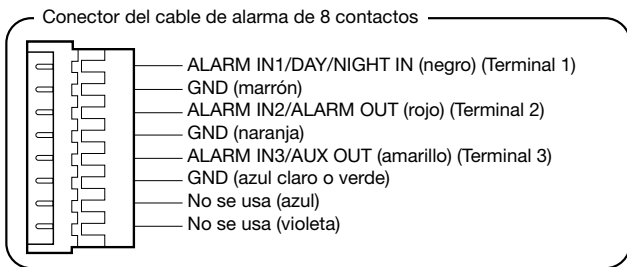 Conector del cable de alarma de 8 contactos
ALARM IN1/DAY/NIGHT IN (negro) (Terminal 1)
GND (marrón)
ALARM IN2/ALARM OUT (rojo) (Terminal 2)
GND (naranja)
ALARM IN3/AUX OUT (amarillo) (Terminal 3)
GND (azul claro o verde)
No se usa (azul)
No se usa (violeta)